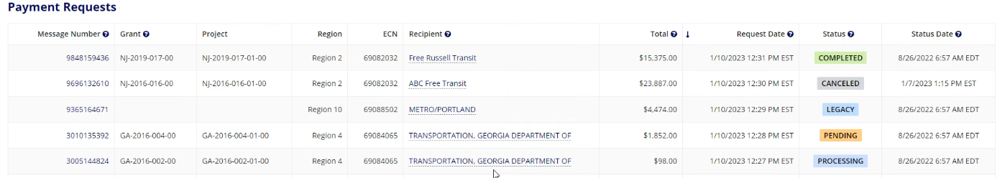 Payment Requests
Message Number Grant Project Region ECN Recipient Total Request Date Status Status Date
9848159436 NJ-2019-017-00 NJ-2019-017-01-00 Region 2 69082032 Free Russell Transit $15,375.00 1/10/2023 12:31 PM EST COMPLETED 8/26/2022 6:57 AM EDT
9696132610 NJ-2016-016-00 NJ-2016-016-01-00 Region 2 69082032 ABC Free Transit $23,887.00 1/10/2023 12:30 PM EST CANCELED 1/7/2023 1:15 PM EST
9365164671 Region 10 69088502 METRO/PORTLAND $4,474.00 1/10/2023 12:29 PM EST LEGACY 8/26/2022 6:57 AM EDT
3010135392 GA-2016-004-00 GA-2016-004-01-00 Region 4 69084065 TRANSPORTATION, GEORGIA DEPARTMENT OF $1,852.00 1/10/2023 12:28 PM EST PENDING 8/26/2022 6:57 AM EDT
3005144824 GA-2016-002-00 GA-2016-002-01-00 Region 4 69084065 TRANSPORTATION, GEORGIA DEPARTMENT OF $98.00 1/10/2023 12:27 PM EST PROCESSING 8/26/2022 6:57 AM EDT